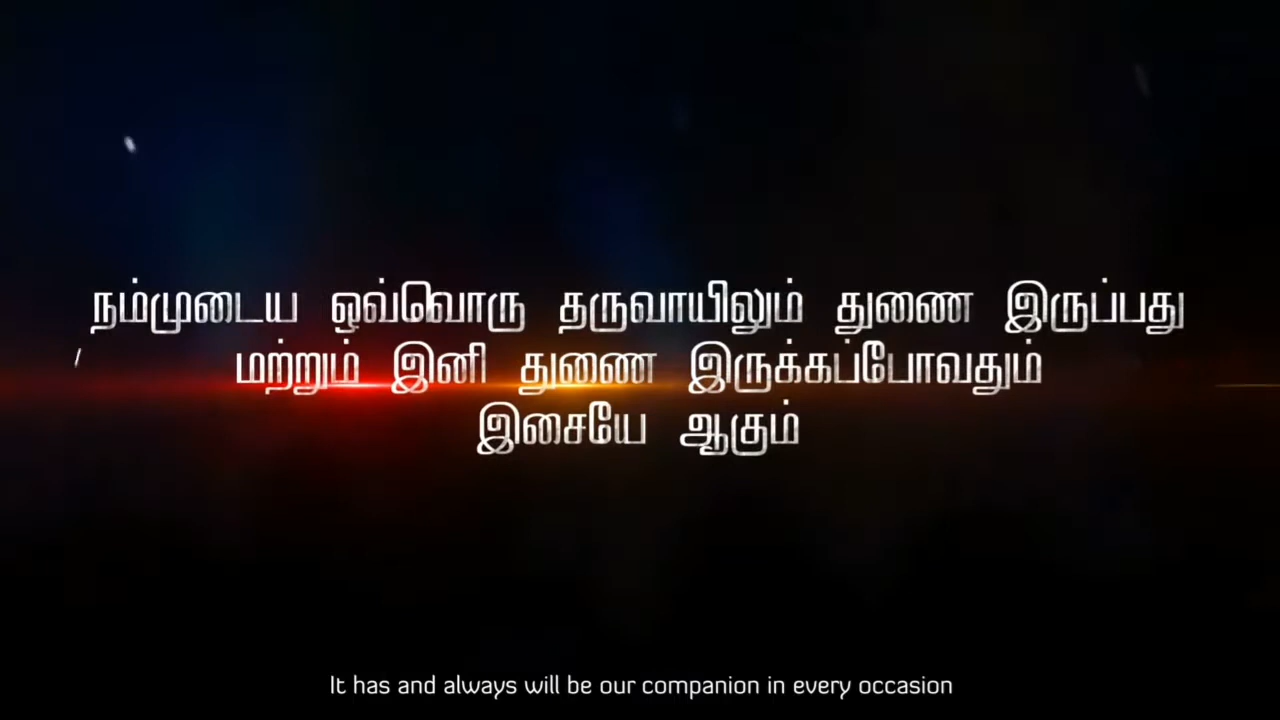 நம்முடைய ஒவ்வொரு தருவாயிலும் துணை இருப்பது
மற்றும் இனி துணை இருக்கப்போவதும்
இசையே ஆகும்
It has and always will be our companion in every occasion